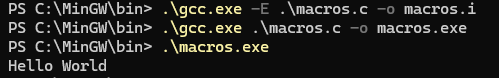 PS C:\MinGW\bin> .\gcc.exe -E .\macros.c -o macros.i
PS C:\MinGW\bin> .\gcc.exe .\macros.c -o macros.exe
PS C:\MinGW\bin> .\macros.exe
Hello World